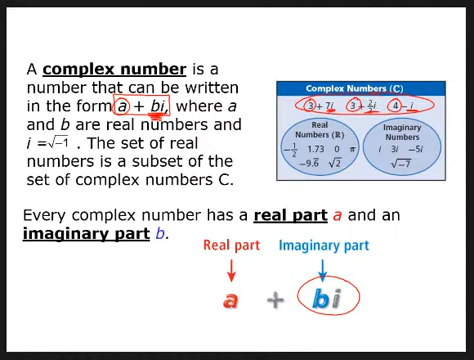 A complex number is a
number that can be written
in the form a + bi, where a
and b are real numbers and
i = √-1 . The set of real
numbers is a subset of the
set of complex numbers C.
Complex Numbers (C)
3 + 7i 3 + 2/3 i 4 – i
Real
Numbers (R)
-1/2 1.73 0 π
-9.6 √2
Imaginary
Numbers
i 3i -5i
√-7
Every complex number has a real part a and an
imaginary part b.
Real part Imaginary part
a + bi